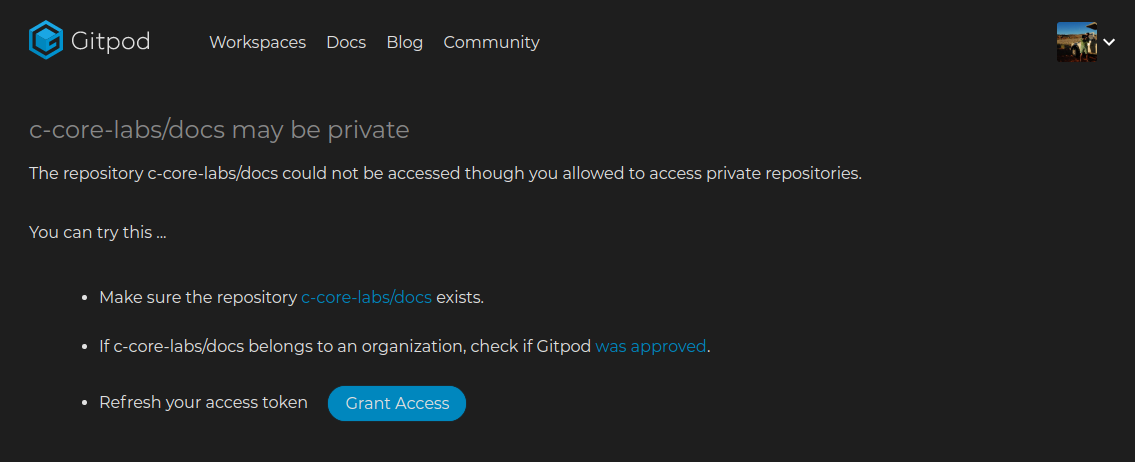 Gitpod Workspaces Docs Blog Community
c-core-labs/docs may be private
The repository c-core-labs/docs could not be accessed though you allowed to access private repositories.
You can try this ...
Make sure the repository c-core-labs/docs exists.
If c-core-labs/docs belongs to an organization, check if Gitpod was approved.
Refresh your access token Grant Access